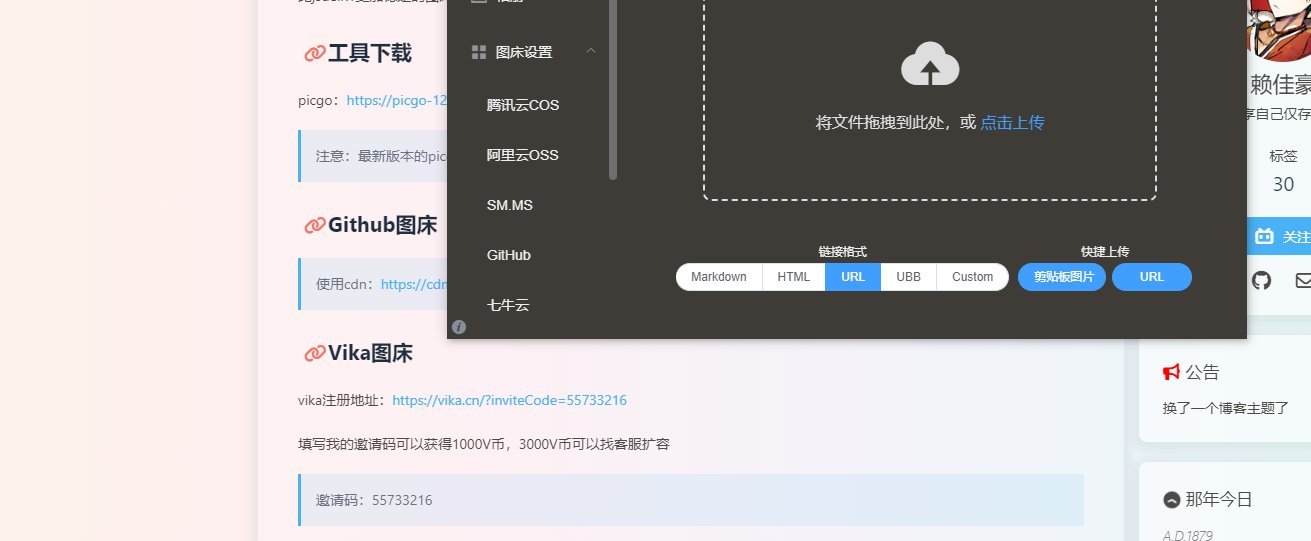 工具下载
picgo：https://picgo-12
注意：最新版本的pic
Github图床
使用cdn：https://cdn
Vika图床
vika注册地址：https://vika.cn/?inviteCode=55733216
填写我的邀请码可以获得1000V币，3000V币可以找客服扩容
邀请码：55733216
图床设置
腾讯云COS
阿里云OSS
SM.MS
GitHub
七牛云
将文件拖拽到此处，或 点击上传
链接格式
Markdown HTML URL UBB Custom
快捷上传
剪贴板图片 URL
赖佳豪
享自己仅存
标签
30
关注
公告
换了一个博客主题了
那年今日
A.D.1879